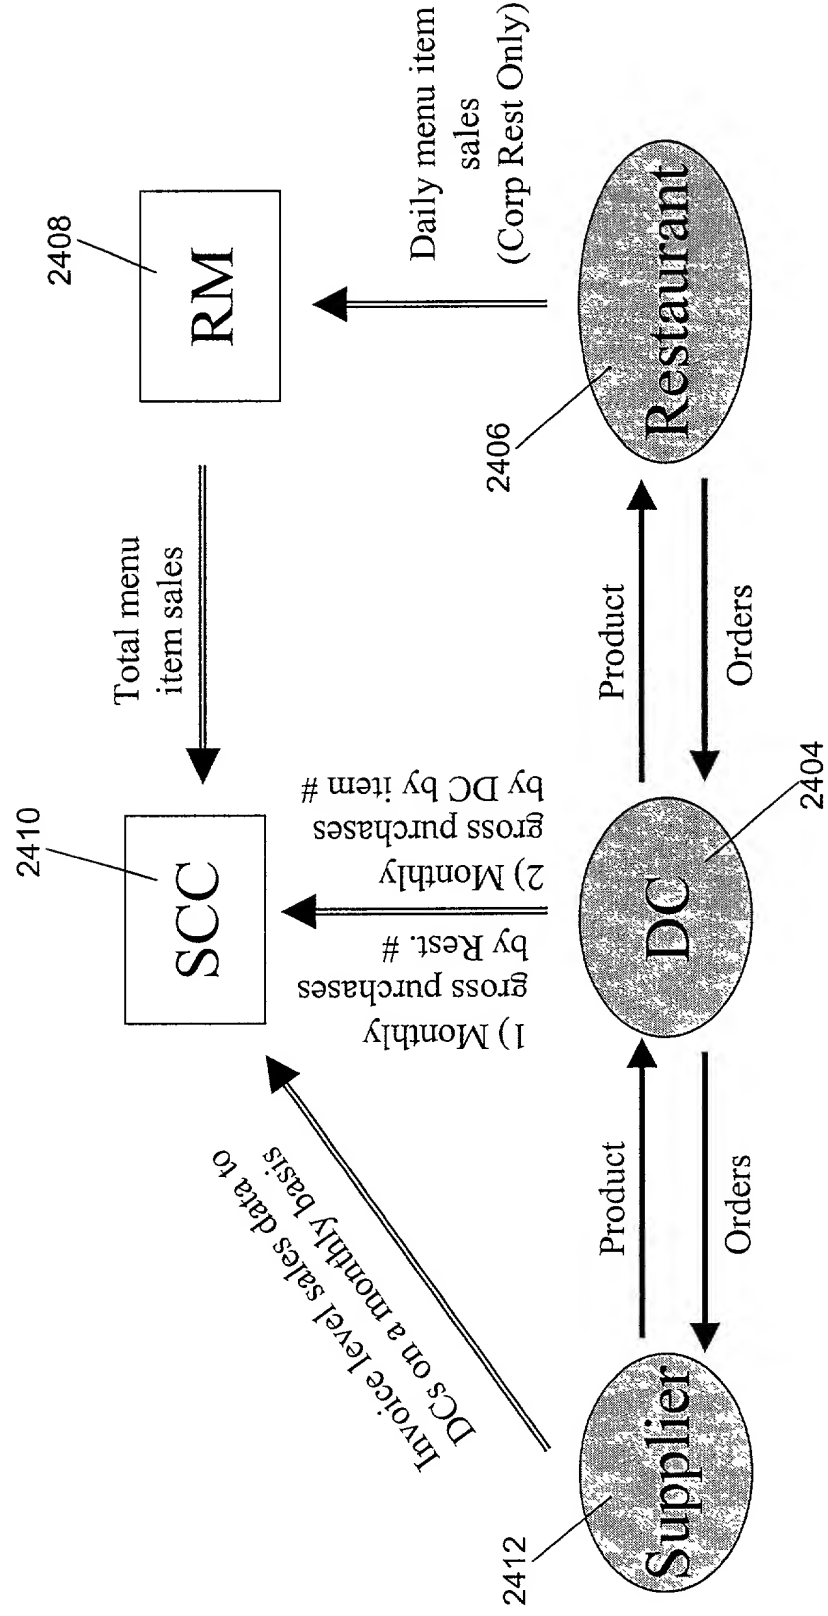 2410
SCC
Total menu
item sales
2408
RM
Invoice level sales data to
DCs on a monthly basis
1) Monthly
gross purchases
by Rest. #
2) Monthly
gross purchases
by DC by item #
Daily menu item
sales
(Corp Rest Only)
2412
Supplier
Product
Orders
DC
2404
Product
Orders
2406
Restaurant